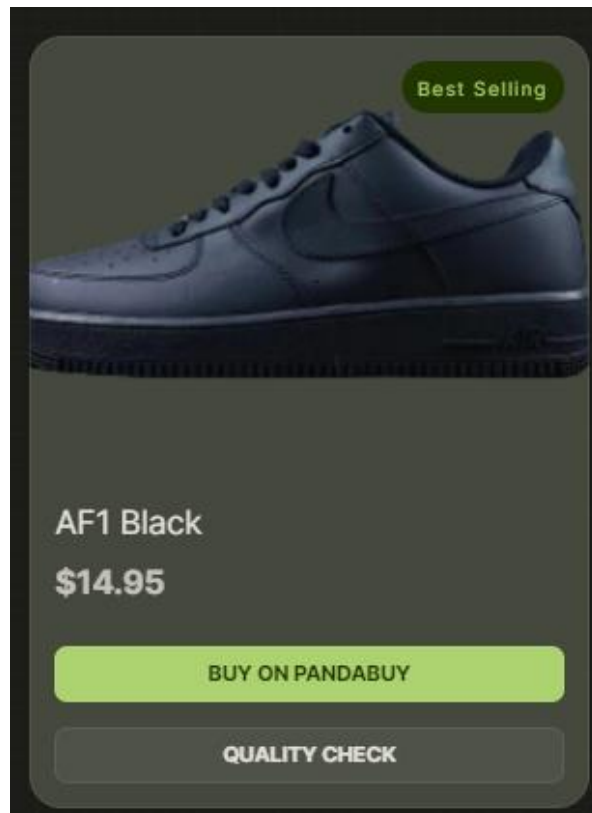 Best Selling
AF1 Black
$14.95
BUY ON PANDABUY
QUALITY CHECK